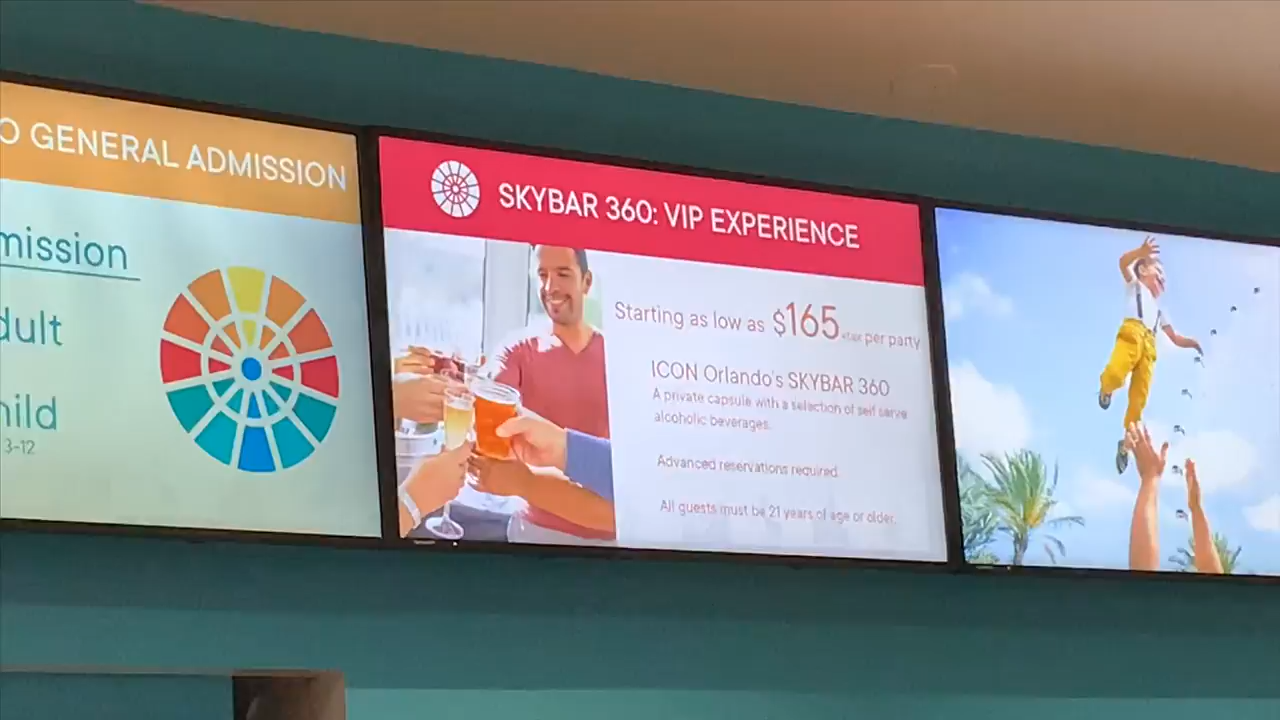 O GENERAL ADMISSION
mission
dult
hild
3-12
SKYBAR 360: VIP EXPERIENCE
Starting as low as $165 +tax per party
ICON Orlando's SKYBAR 360
A private capsule with a selection of self serve
alcoholic beverages.
Advanced reservations required.
All guests must be 21 years of age or older.